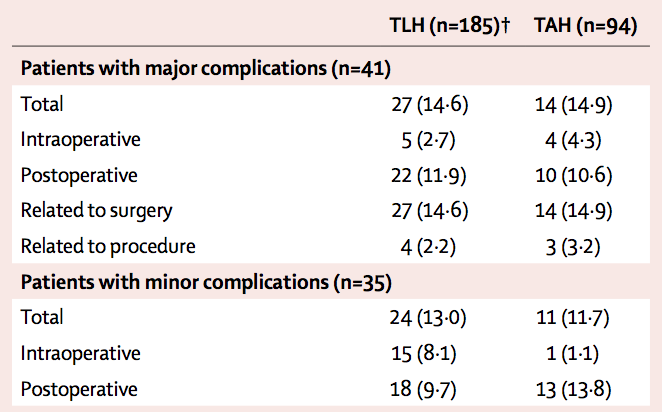 TLH (n=185)† TAH (n=94)
Patients with major complications (n=41)
Total 27 (14·6) 14 (14·9)
Intraoperative 5 (2·7) 4 (4·3)
Postoperative 22 (11·9) 10 (10·6)
Related to surgery 27 (14·6) 14 (14·9)
Related to procedure 4 (2·2) 3 (3·2)
Patients with minor complications (n=35)
Total 24 (13·0) 11 (11·7)
Intraoperative 15 (8·1) 1 (1·1)
Postoperative 18 (9·7) 13 (13·8)